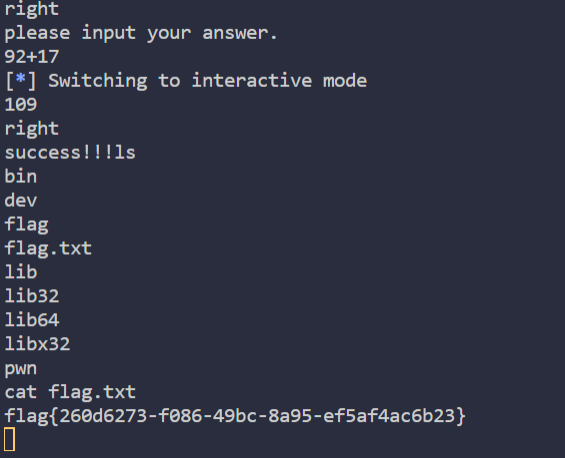 right
please input your answer.
92+17
[*] Switching to interactive mode
109
right
success!!!ls
bin
dev
flag
flag.txt
lib
lib32
lib64
libx32
pwn
cat flag.txt
flag{260d6273-f086-49bc-8a95-ef5af4ac6b23}